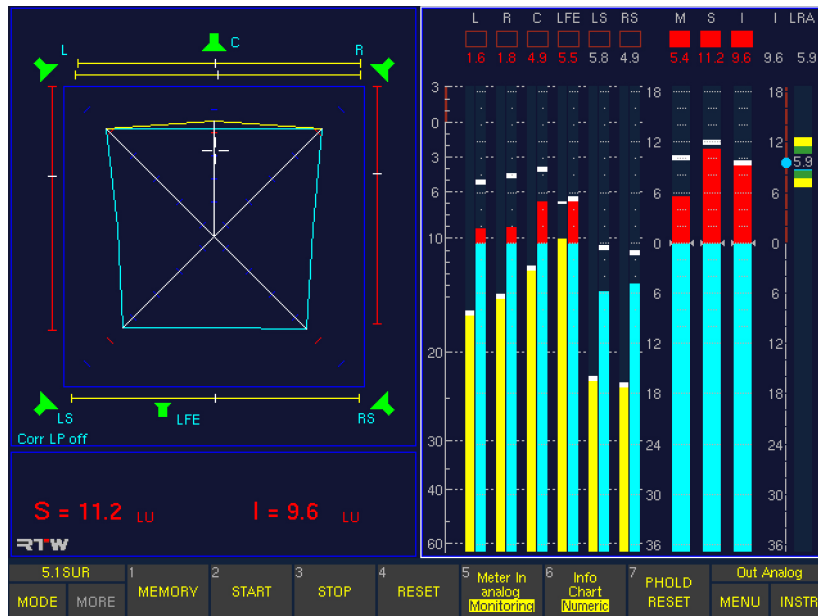 L R C LFE LS RS M S I I LRA
1.6 1.8 4.9 5.5 5.8 4.9 5.4 11.2 9.6 9.6 5.9
C
L R
3 18 18
0
12 12
3
5.9
6 6 6
10 0 0
6 6
12 12
20
18 18
24 24
30
30 30
40
60 36 36
LS LFE RS
Corr LP off
S = 11.2 LU I = 9.6 LU
RTW
5.1SUR
MODE MORE
1 MEMORY
2 START
3 STOP
4 RESET
5 Meter In
analog
Monitoring
6 Info
Chart
Numeric
7 PHOLD
RESET
Out Analog
MENU INSTR